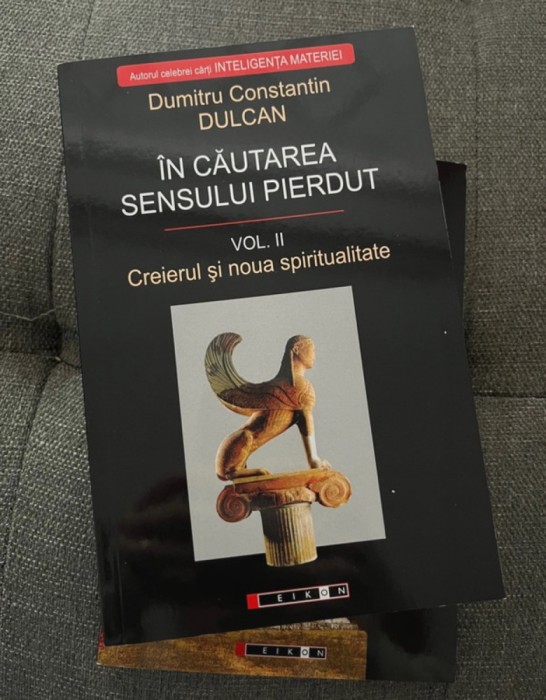 Autorul celebrei cărți INTELIGENȚA MATERIEI
Dumitru Constantin
DULCAN
ÎN CĂUTAREA
SENSULUI PIERDUT
VOL. II
Creierul și noua spiritualitate
EIKON
EIKON